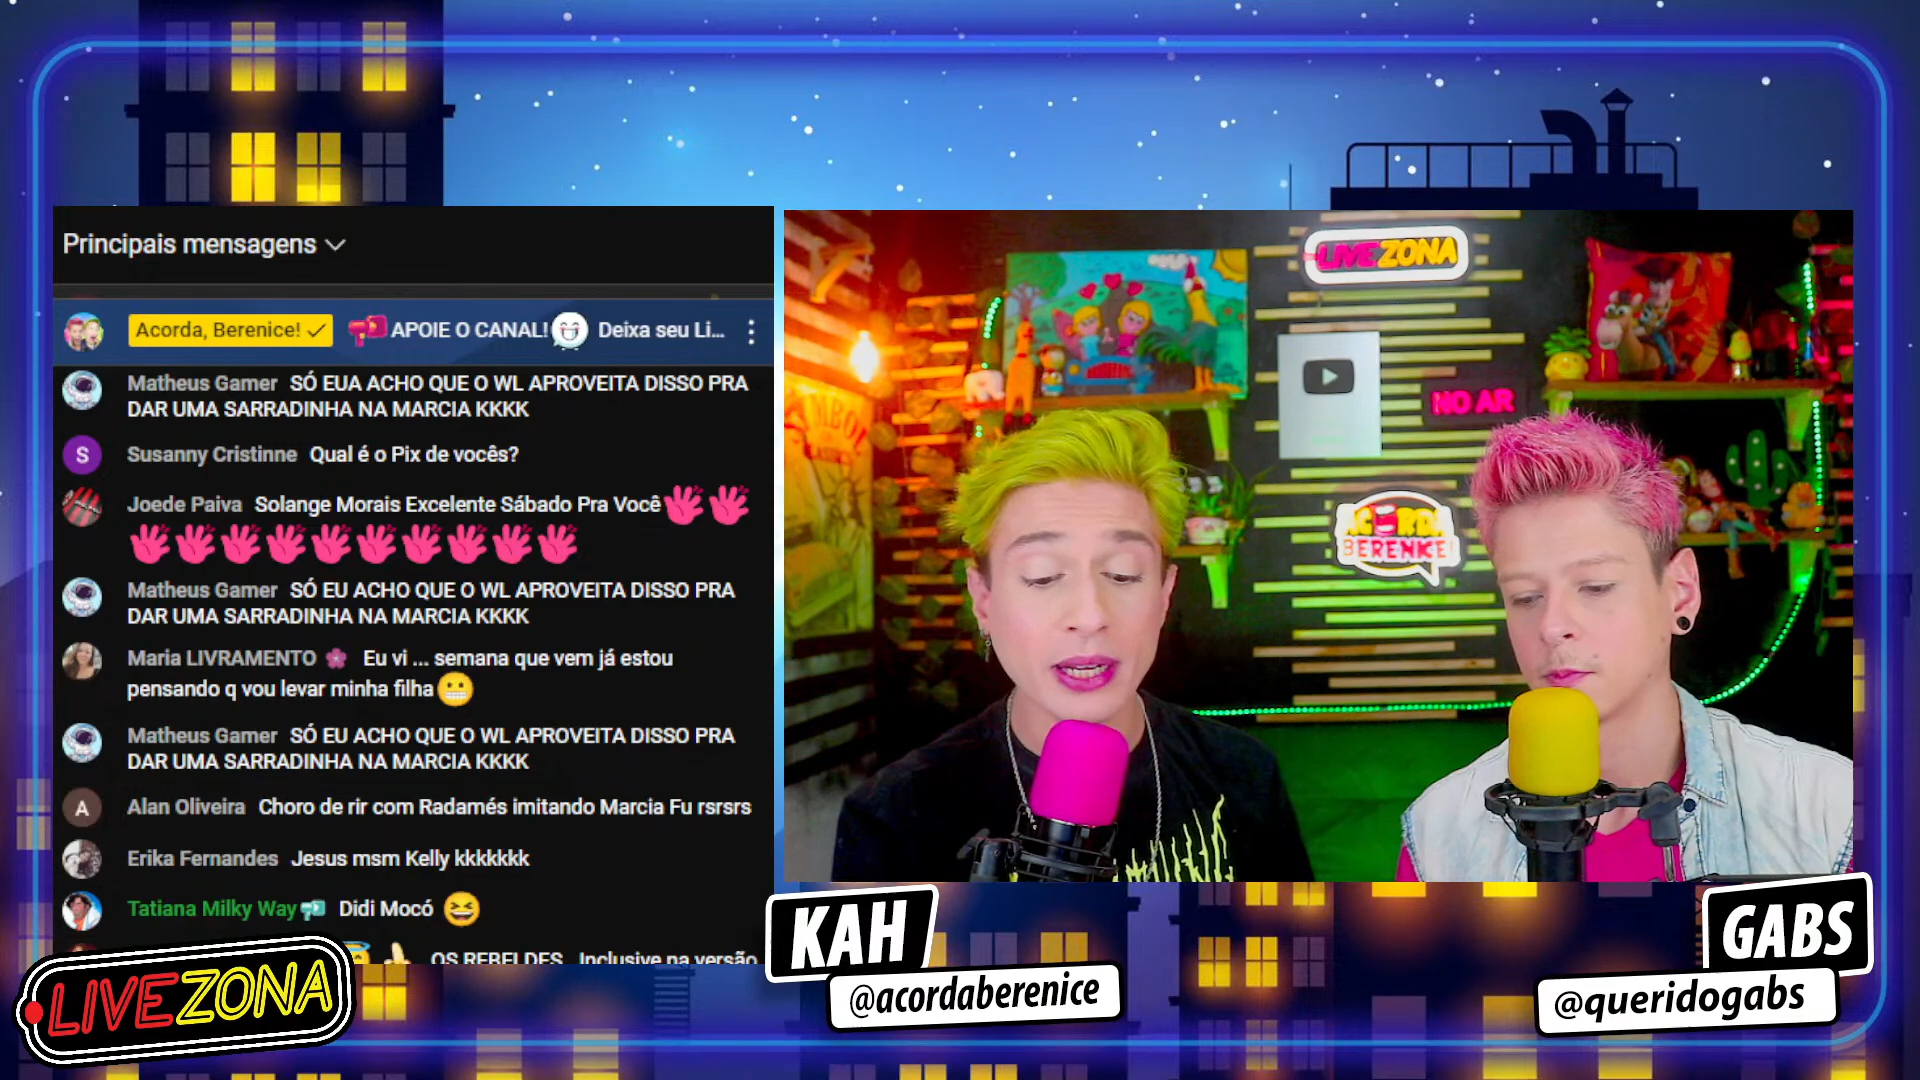 Principais mensagens
Acorda, Berenice! APOIE O CANAL! Deixa seu Li...
Matheus Gamer SÓ EUA ACHO QUE O WL APROVEITA DISSO PRA
DAR UMA SARRADINHA NA MARCIA KKKK
S Susanny Cristinne Qual é o Pix de vocês?
Joede Paiva Solange Morais Excelente Sábado Pra Você
Matheus Gamer SÓ EU ACHO QUE O WL APROVEITA DISSO PRA
DAR UMA SARRADINHA NA MARCIA KKKK
Maria LIVRAMENTO Eu vi ... semana que vem já estou
pensando q vou levar minha filha
Matheus Gamer SÓ EU ACHO QUE O WL APROVEITA DISSO PRA
DAR UMA SARRADINHA NA MARCIA KKKK
A Alan Oliveira Choro de rir com Radamés imitando Marcia Fu rsrsrs
Erika Fernandes Jesus msm Kelly kkkkkkk
Tatiana Milky Way Didi Mocó
OS REBELDES Inclusive na versão
LIVEZONA
LIVEZONA
NO AR
ACORDA
BERENICE!
KAH
@acordaberenice
GABS
@queridogabs